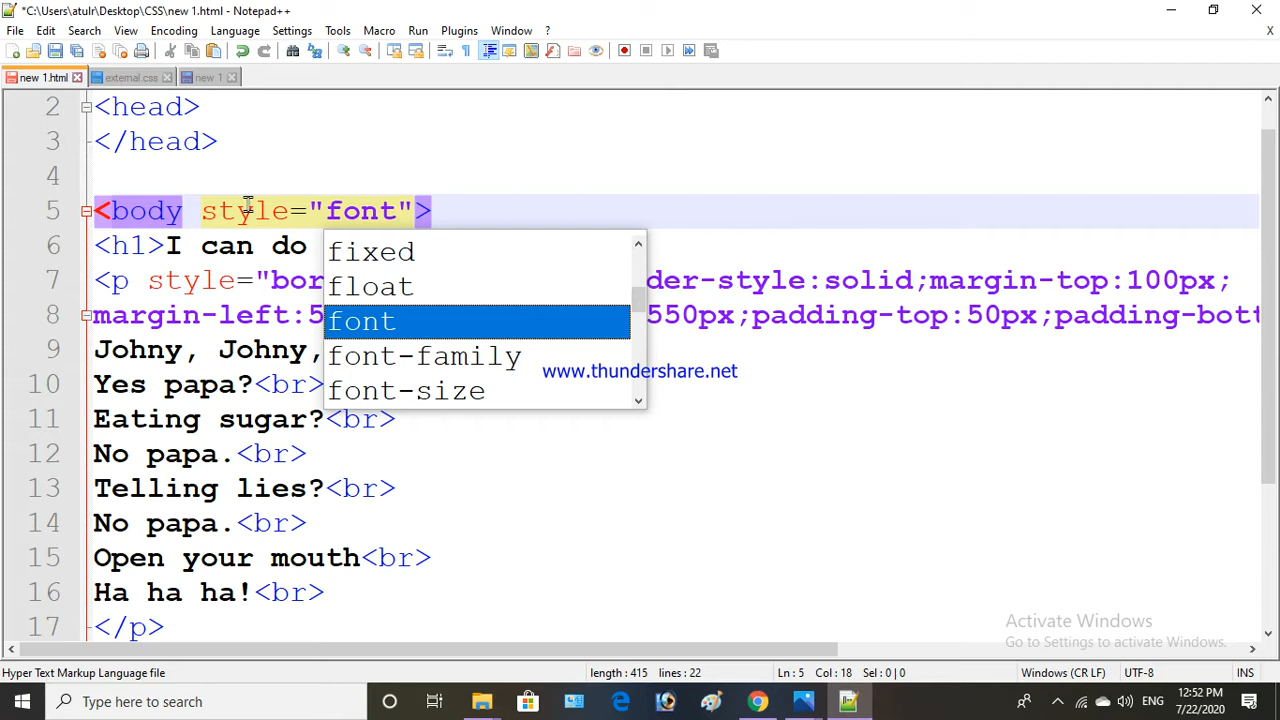 *C:\Users\atulr\Desktop\CSS\new 1.html - Notepad++
File Edit Search View Encoding Language Settings Tools Macro Run Plugins Window ? X
new 1.html external.css new 1
2 <head>
3 </head>
4
5 <body style="font">
6 <h1>I can do
7 <p style="bor der-style:solid;margin-top:100px;
8 margin-left:5 550px;padding-top:50px;padding-bott
9 Johny, Johny,
10 Yes papa?<br>
11 Eating sugar?<br>
12 No papa.<br>
13 Telling lies?<br>
14 No papa.<br>
15 Open your mouth<br>
16 Ha ha ha!<br>
17 </p>
fixed
float
font
font-family
font-size
www.thundershare.net
Activate Windows
Go to Settings to activate Windows.
Hyper Text Markup Language file length : 415 lines : 22 Ln : 5 Col : 18 Sel : 0 | 0 Windows (CR LF) UTF-8 INS
Type here to search ENG 12:52 PM
7/22/2020